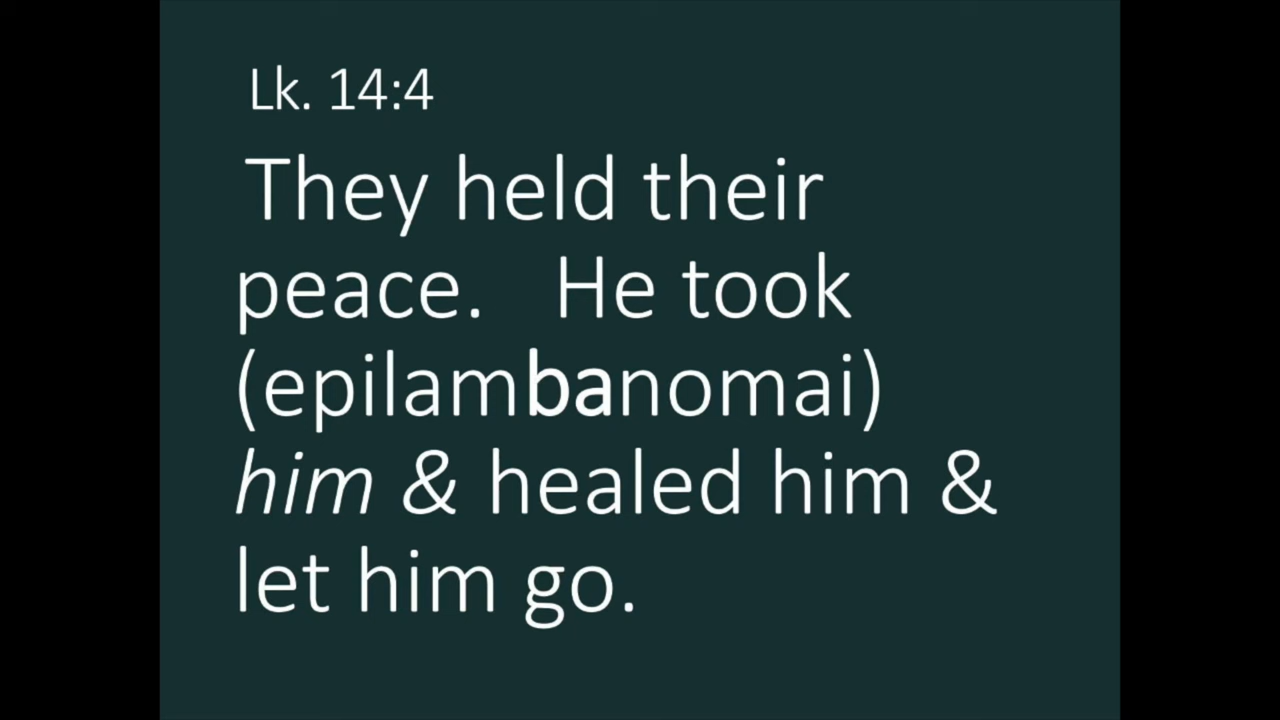 Lk. 14:4
They held their
peace. He took
(epilambanomai)
him & healed him &
let him go.